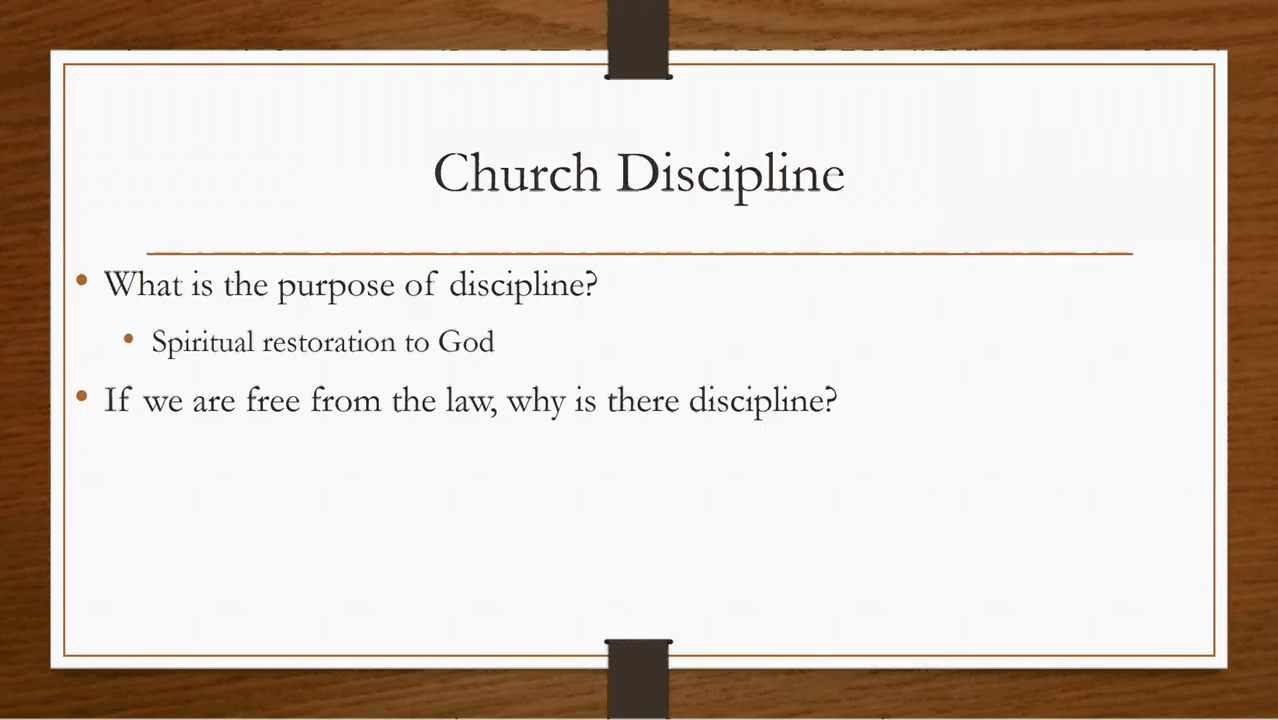 Church Discipline
• What is the purpose of discipline?
• Spiritual restoration to God
• If we are free from the law, why is there discipline?